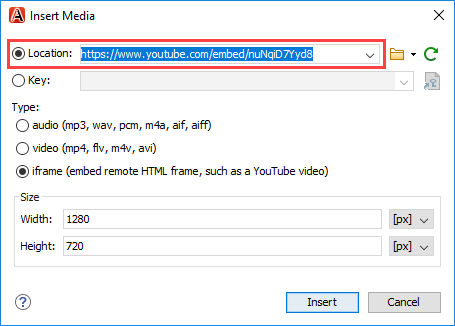 Insert Media
Location: https://www.youtube.com/embed/nuNqiD7Yyd8
Key:
Type:
audio (mp3, wav, pcm, m4a, aif, aiff)
video (mp4, flv, m4v, avi)
iframe (embed remote HTML frame, such as a YouTube video)
Size
Width: 1280 [px]
Height: 720 [px]
? Insert Cancel